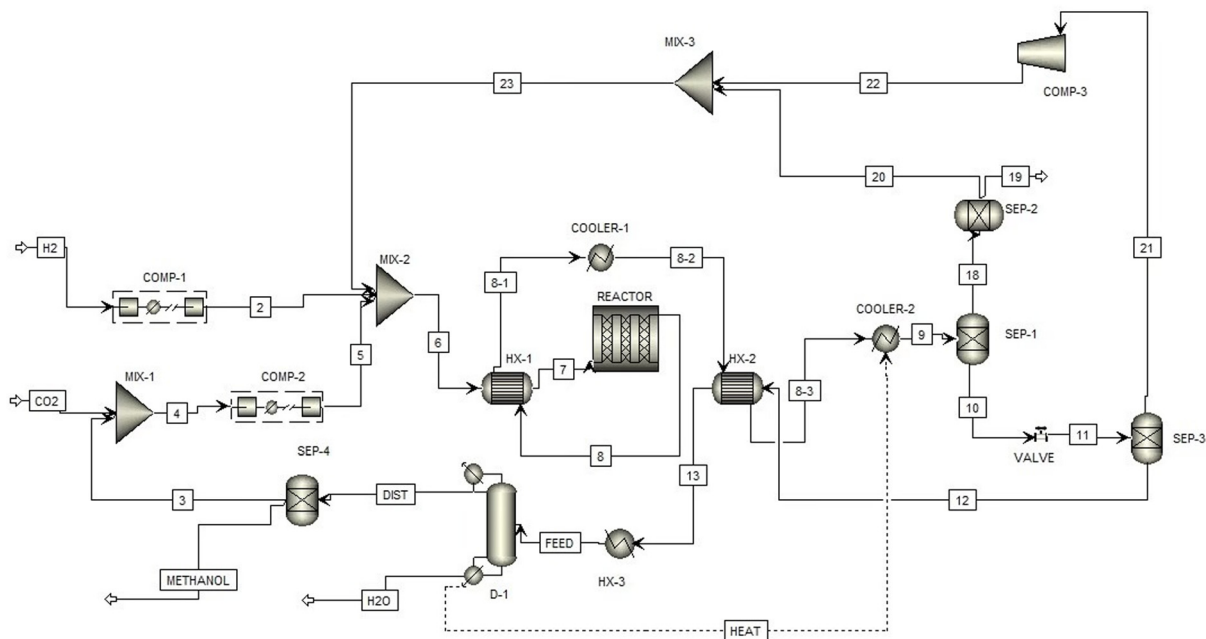 MIX-3
23
22
COMP-3
20
19
SEP-2
21
18
H2
COMP-1
2
MIX-2
COOLER-1
8-1
8-2
REACTOR
COOLER-2
9
SEP-1
5
6
HX-1
7
HX-2
8-3
CO2
MIX-1
4
COMP-2
10
11
VALVE
SEP-3
8
13
SEP-4
3
DIST
12
FEED
HX-3
METHANOL
H2O
D-1
HEAT